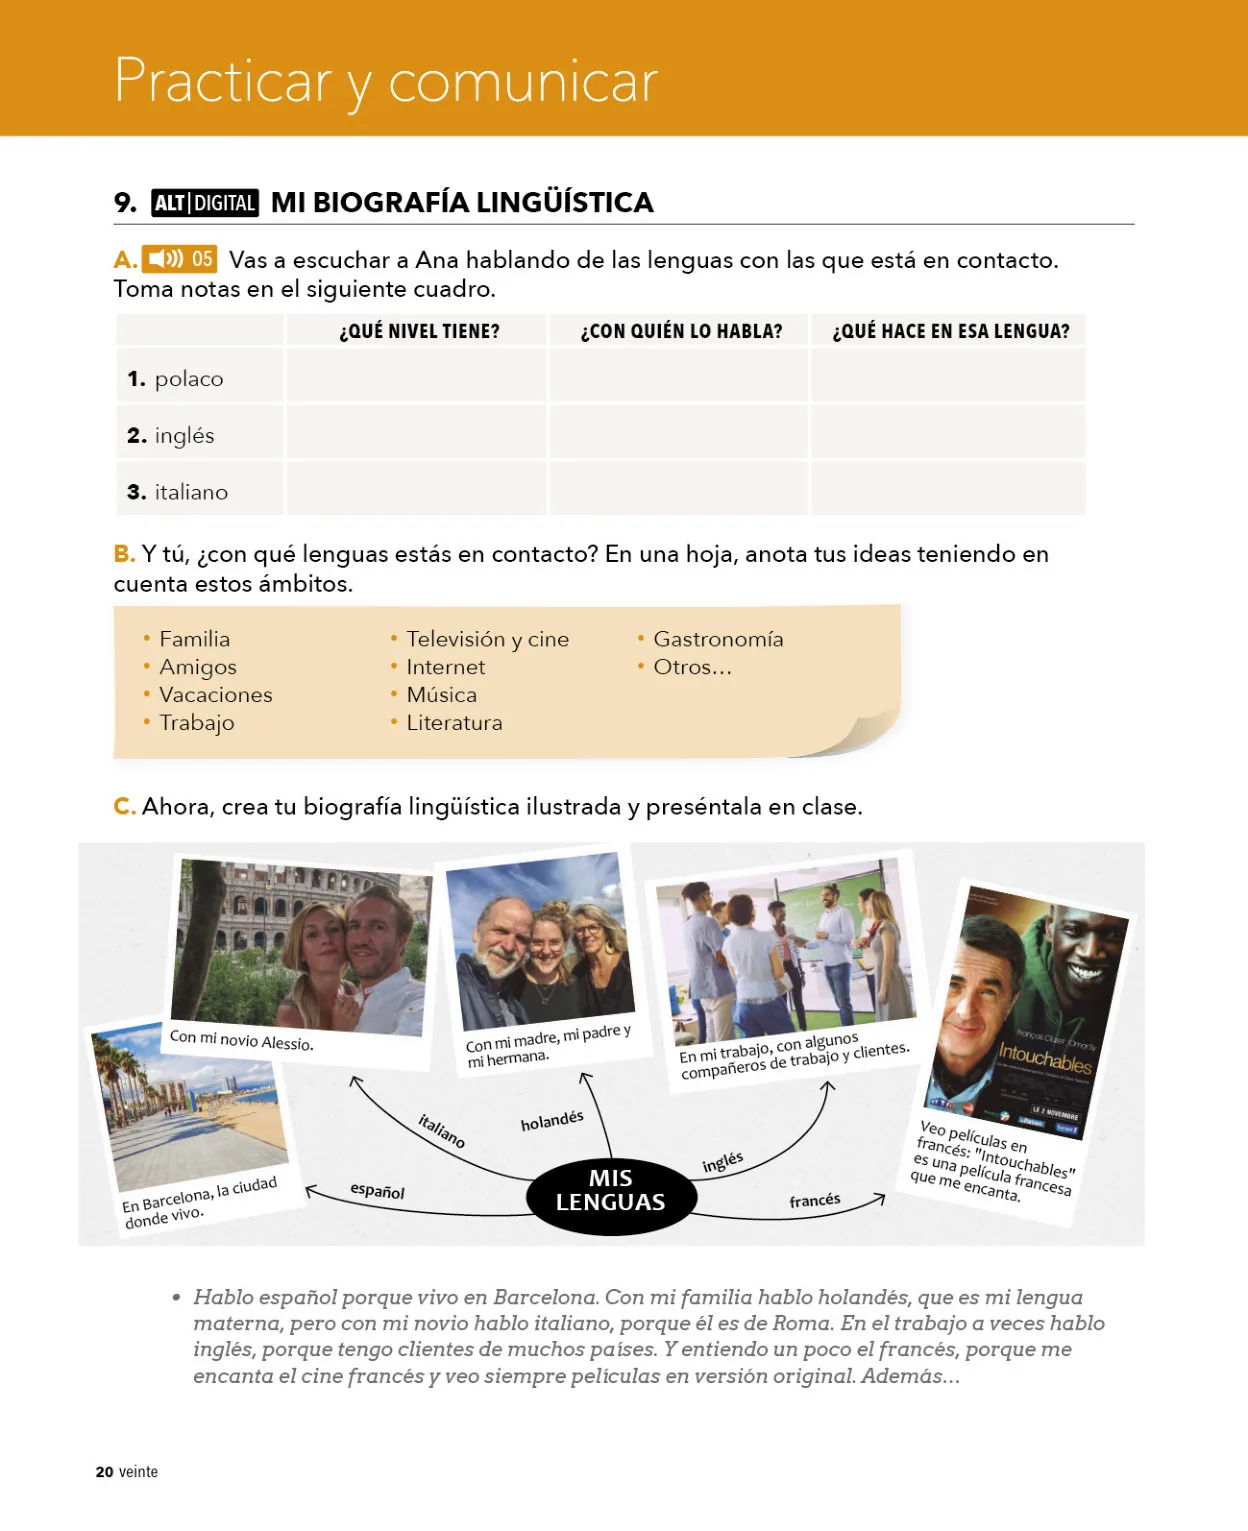 Practicar y comunicar
9. ALT|DIGITAL MI BIOGRAFÍA LINGÜÍSTICA
A. 05 Vas a escuchar a Ana hablando de las lenguas con las que está en contacto.
Toma notas en el siguiente cuadro.
¿QUÉ NIVEL TIENE? ¿CON QUIÉN LO HABLA? ¿QUÉ HACE EN ESA LENGUA?
1. polaco
2. inglés
3. italiano
B. Y tú, ¿con qué lenguas estás en contacto? En una hoja, anota tus ideas teniendo en
cuenta estos ámbitos.
• Familia
• Amigos
• Vacaciones
• Trabajo
• Televisión y cine
• Internet
• Música
• Literatura
• Gastronomía
• Otros...
C. Ahora, crea tu biografía lingüística ilustrada y preséntala en clase.
Con mi novio Alessio.
Con mi madre, mi padre y
mi hermana.
En mi trabajo, con algunos
compañeros de trabajo y clientes.
François Cluzet Omar Sy
Intouchables
LE 2 NOVEMBRE
Veo películas en
francés: "Intouchables"
es una película francesa
que me encanta.
En Barcelona, la ciudad
donde vivo.
italiano
holandés
inglés
español
francés
MIS
LENGUAS
• Hablo español porque vivo en Barcelona. Con mi familia hablo holandés, que es mi lengua
materna, pero con mi novio hablo italiano, porque él es de Roma. En el trabajo a veces hablo
inglés, porque tengo clientes de muchos países. Y entiendo un poco el francés, porque me
encanta el cine francés y veo siempre películas en versión original. Además...
20 veinte